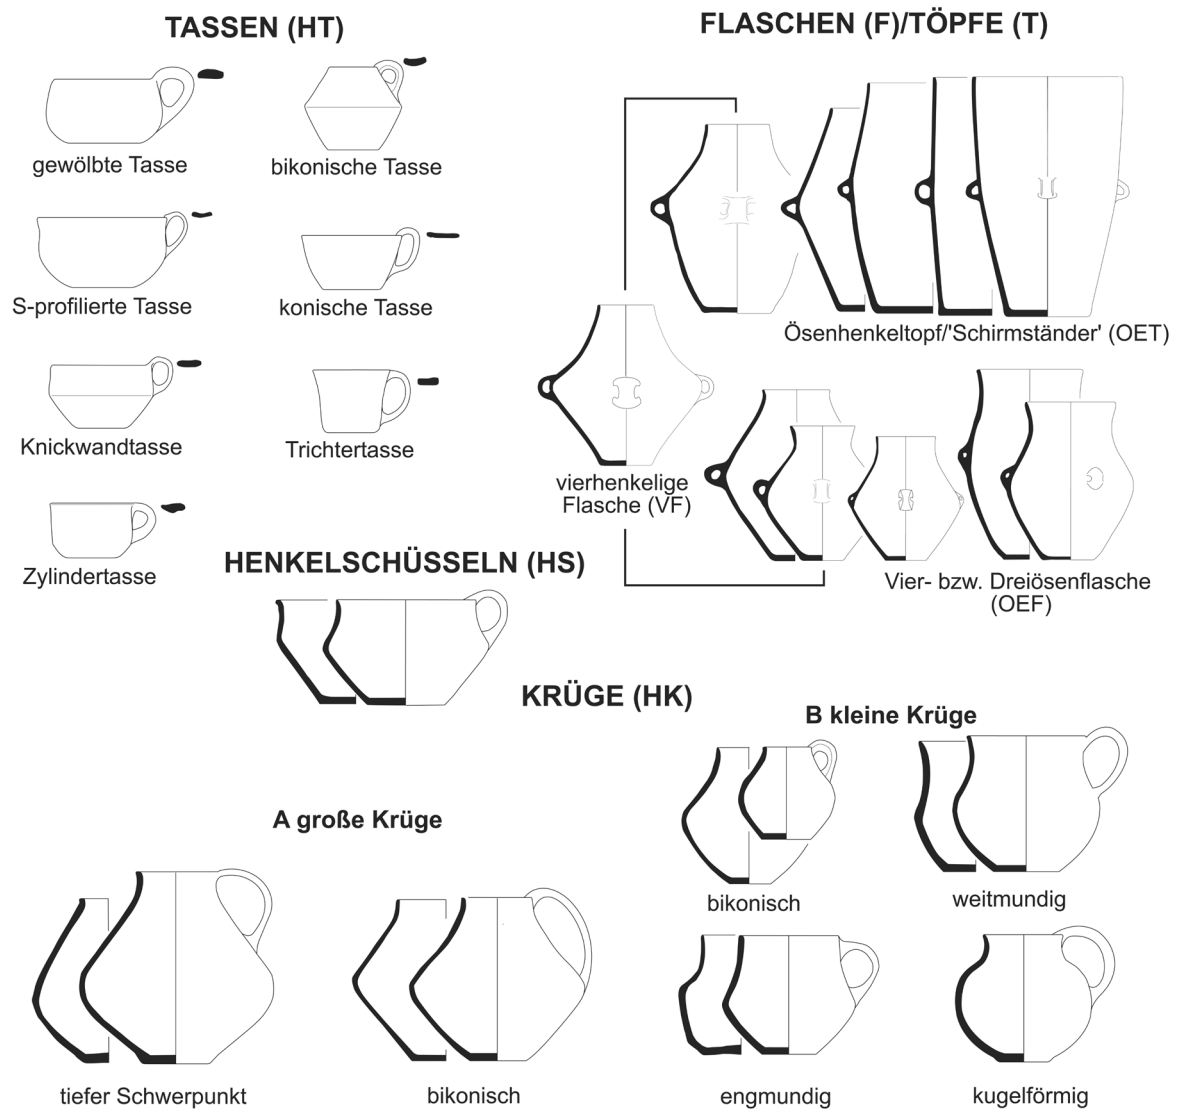 TASSEN (HT)
gewölbte Tasse
bikonische Tasse
S-profilierte Tasse
konische Tasse
Knickwandtasse
Trichtertasse
Zylindertasse
FLASCHEN (F)/TÖPFE (T)
Ösenhenkeltopf/'Schirmständer' (OET)
vierhenkelige
Flasche (VF)
Vier- bzw. Dreiösenflasche
(OEF)
HENKELSCHÜSSELN (HS)
KRÜGE (HK)
A große Krüge
tiefer Schwerpunkt
bikonisch
B kleine Krüge
bikonisch
weitmundig
engmundig
kugelförmig